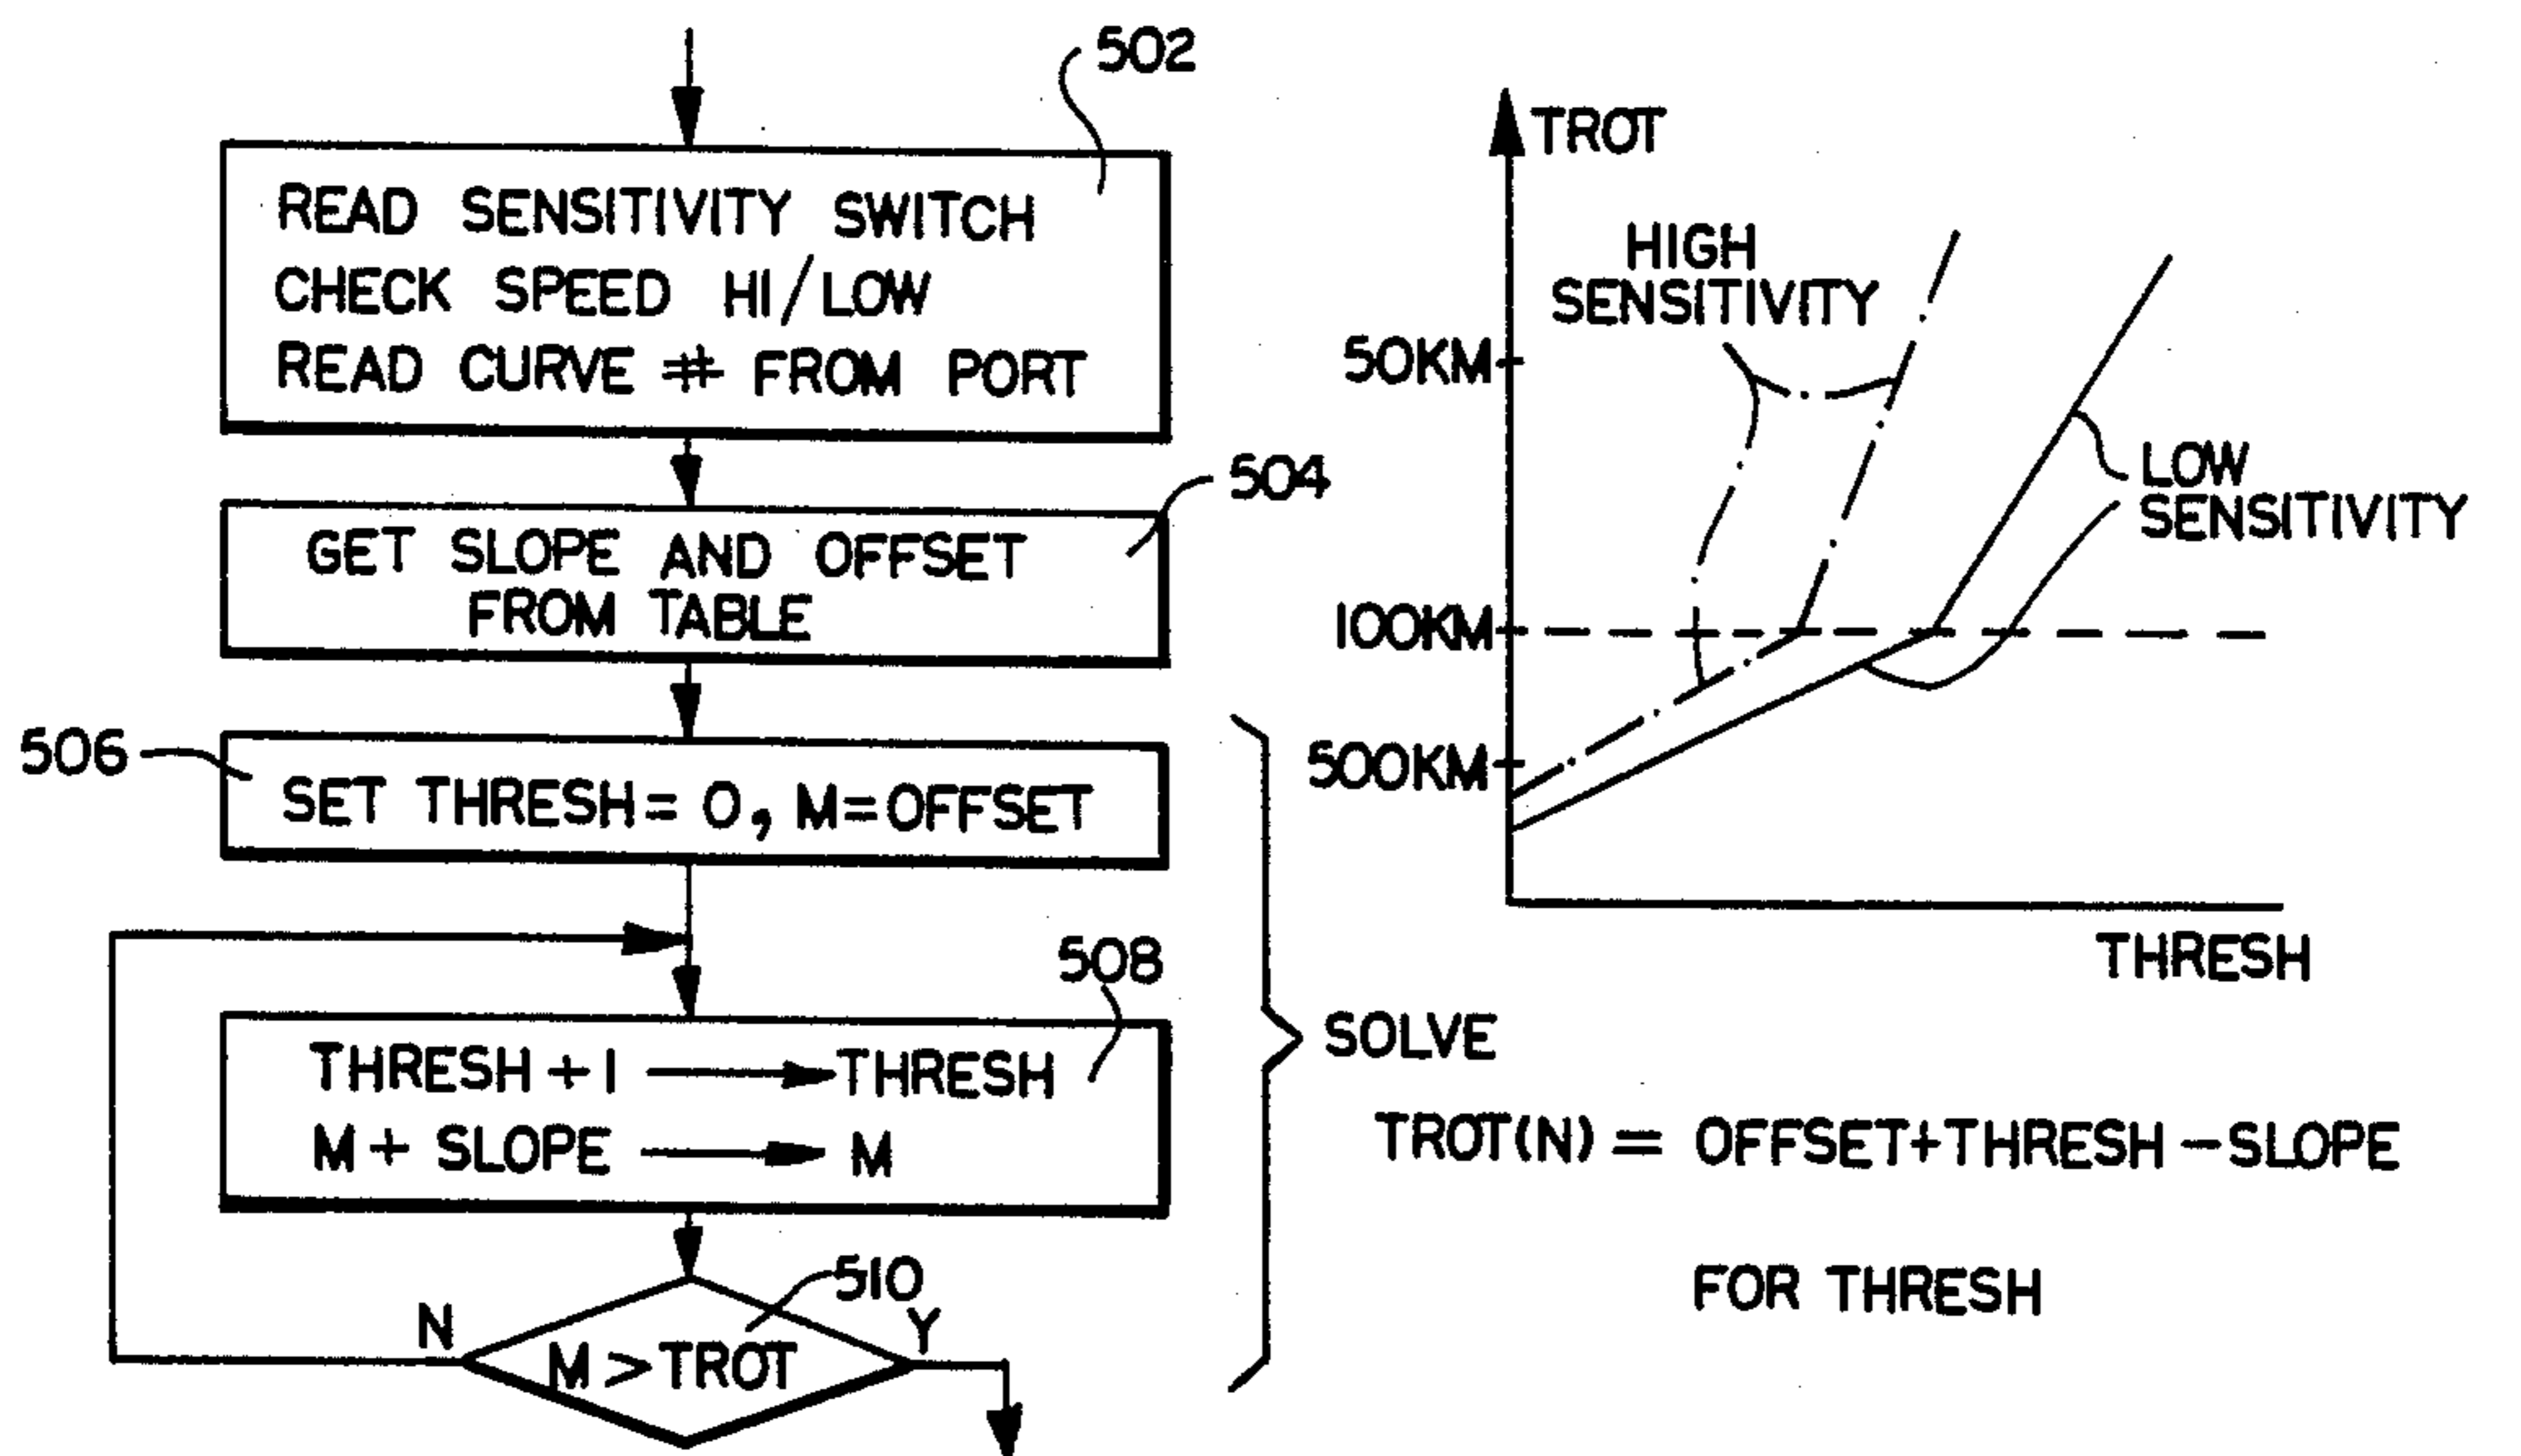 502
READ SENSITIVITY SWITCH
CHECK SPEED HI/LOW
READ CURVE # FROM PORT
504
GET SLOPE AND OFFSET
FROM TABLE
506
SET THRESH = 0, M = OFFSET
508
THRESH + 1 → THRESH
M + SLOPE → M
510
N
Y
M > TROT
TROT
HIGH
SENSITIVITY
50KM
LOW
SENSITIVITY
100KM
500KM
THRESH
SOLVE
TROT(N) = OFFSET+THRESH - SLOPE
FOR THRESH